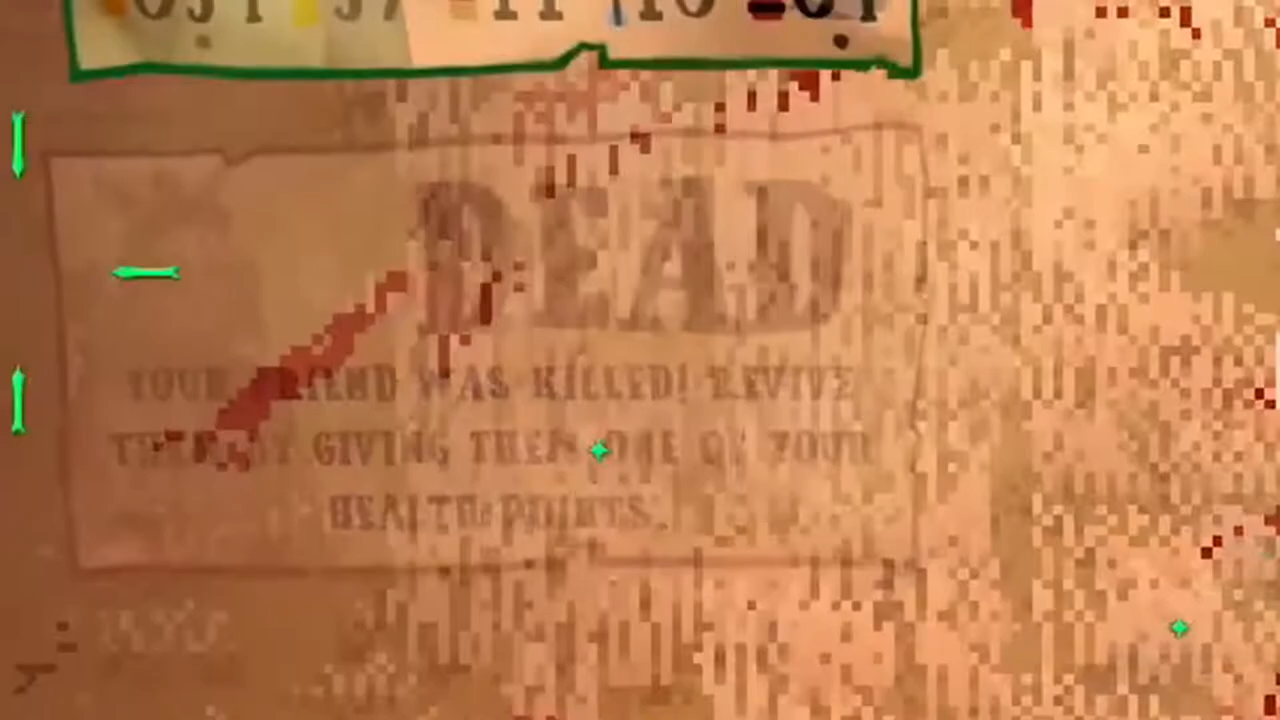 DEAD
YOUR FRIEND WAS KILLED! REVIVE
THEM BY GIVING THEM ONE OF YOUR
HEALTH POINTS.